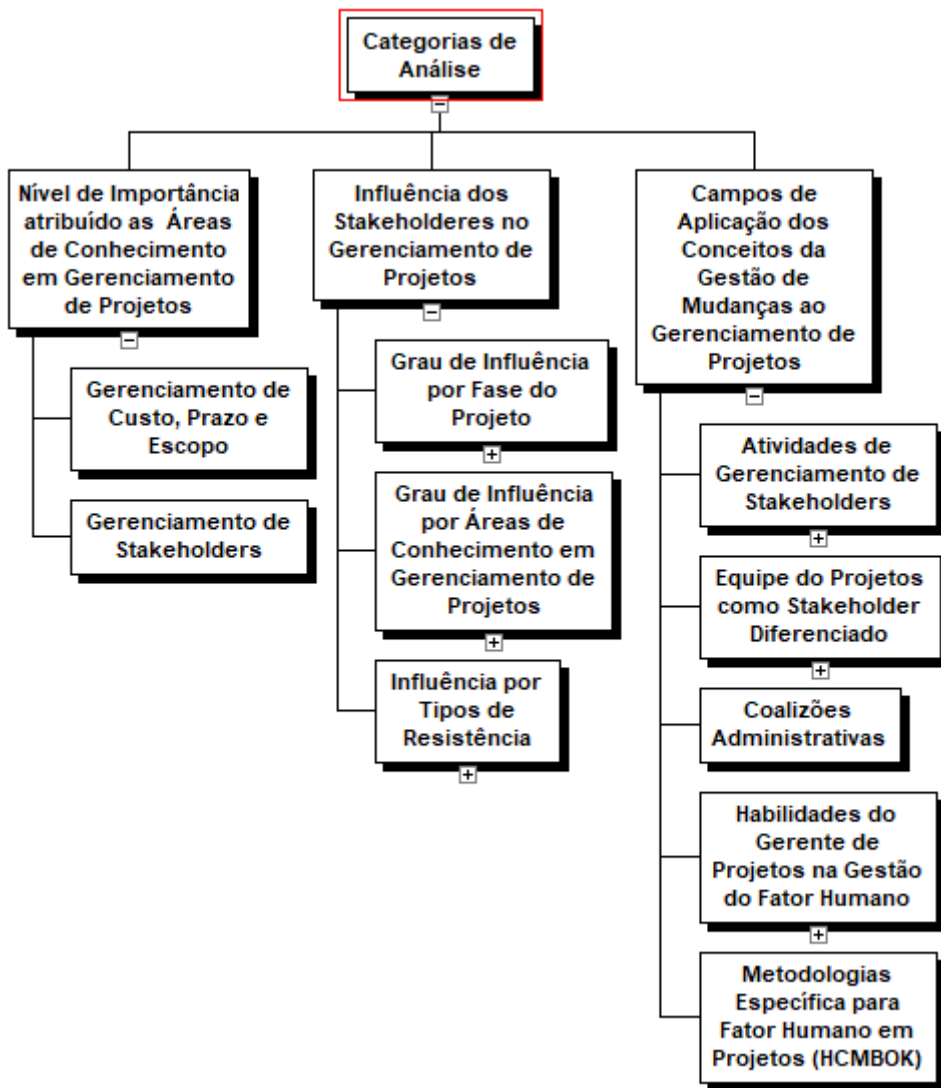 Categorias de
Análise
Nível de Importância
atribuído as Áreas
de Conhecimento
em Gerenciamento
de Projetos
Gerenciamento de
Custo, Prazo e
Escopo
Gerenciamento de
Stakeholders
Influência dos
Stakeholderes no
Gerenciamento de
Projetos
Grau de Influência
por Fase do
Projeto
Grau de Influência
por Áreas de
Conhecimento em
Gerenciamento de
Projetos
Influência por
Tipos de
Resistência
Campos de
Aplicação dos
Conceitos da
Gestão de
Mudanças ao
Gerenciamento de
Projetos
Atividades de
Gerenciamento de
Stakeholders
Equipe do Projetos
como Stakeholder
Diferenciado
Coalizões
Administrativas
Habilidades do
Gerente de
Projetos na Gestão
do Fator Humano
Metodologias
Específica para
Fator Humano em
Projetos (HCMBOK)